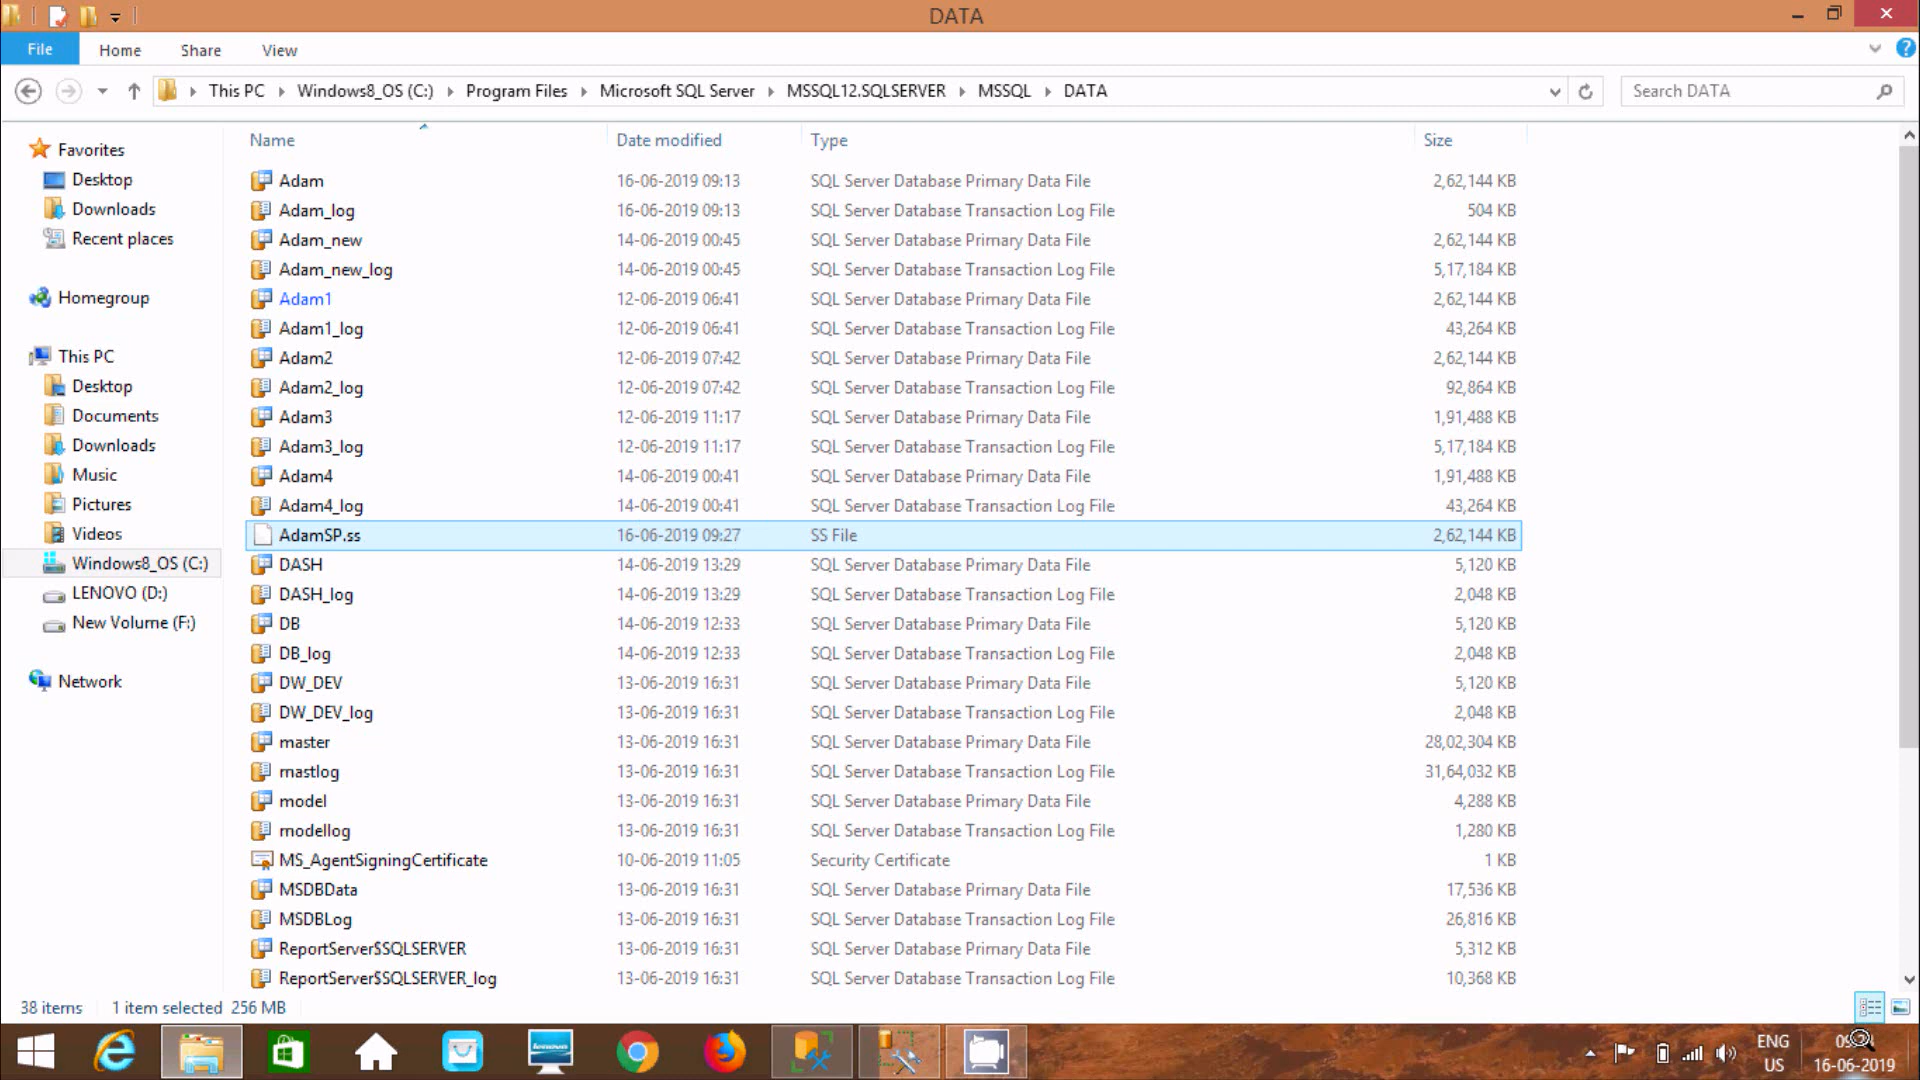 DATA
File Home Share View
This PC Windows8_OS (C:) Program Files Microsoft SQL Server MSSQL12.SQLSERVER MSSQL DATA Search DATA
Name Date modified Type Size
Favorites
Desktop
Downloads
Recent places
Homegroup
This PC
Desktop
Documents
Downloads
Music
Pictures
Videos
Windows8_OS (C:)
LENOVO (D:)
New Volume (F:)
Network
Adam 16-06-2019 09:13 SQL Server Database Primary Data File 2,62,144 KB
Adam_log 16-06-2019 09:13 SQL Server Database Transaction Log File 504 KB
Adam_new 14-06-2019 00:45 SQL Server Database Primary Data File 2,62,144 KB
Adam_new_log 14-06-2019 00:45 SQL Server Database Transaction Log File 5,17,184 KB
Adam1 12-06-2019 06:41 SQL Server Database Primary Data File 2,62,144 KB
Adam1_log 12-06-2019 06:41 SQL Server Database Transaction Log File 43,264 KB
Adam2 12-06-2019 07:42 SQL Server Database Primary Data File 2,62,144 KB
Adam2_log 12-06-2019 07:42 SQL Server Database Transaction Log File 92,864 KB
Adam3 12-06-2019 11:17 SQL Server Database Primary Data File 1,91,488 KB
Adam3_log 12-06-2019 11:17 SQL Server Database Transaction Log File 5,17,184 KB
Adam4 14-06-2019 00:41 SQL Server Database Primary Data File 1,91,488 KB
Adam4_log 14-06-2019 00:41 SQL Server Database Transaction Log File 43,264 KB
AdamSP.ss 16-06-2019 09:27 SS File 2,62,144 KB
DASH 14-06-2019 13:29 SQL Server Database Primary Data File 5,120 KB
DASH_log 14-06-2019 13:29 SQL Server Database Transaction Log File 2,048 KB
DB 14-06-2019 12:33 SQL Server Database Primary Data File 5,120 KB
DB_log 14-06-2019 12:33 SQL Server Database Transaction Log File 2,048 KB
DW_DEV 13-06-2019 16:31 SQL Server Database Primary Data File 5,120 KB
DW_DEV_log 13-06-2019 16:31 SQL Server Database Transaction Log File 2,048 KB
master 13-06-2019 16:31 SQL Server Database Primary Data File 28,02,304 KB
mastlog 13-06-2019 16:31 SQL Server Database Transaction Log File 31,64,032 KB
model 13-06-2019 16:31 SQL Server Database Primary Data File 4,288 KB
modellog 13-06-2019 16:31 SQL Server Database Transaction Log File 1,280 KB
MS_AgentSigningCertificate 10-06-2019 11:05 Security Certificate 1 KB
MSDBData 13-06-2019 16:31 SQL Server Database Primary Data File 17,536 KB
MSDBLog 13-06-2019 16:31 SQL Server Database Transaction Log File 26,816 KB
ReportServer$SQLSERVER 13-06-2019 16:31 SQL Server Database Primary Data File 5,312 KB
ReportServer$SQLSERVER_log 13-06-2019 16:31 SQL Server Database Transaction Log File 10,368 KB
38 items 1 item selected 256 MB
ENG
US
16-06-2019